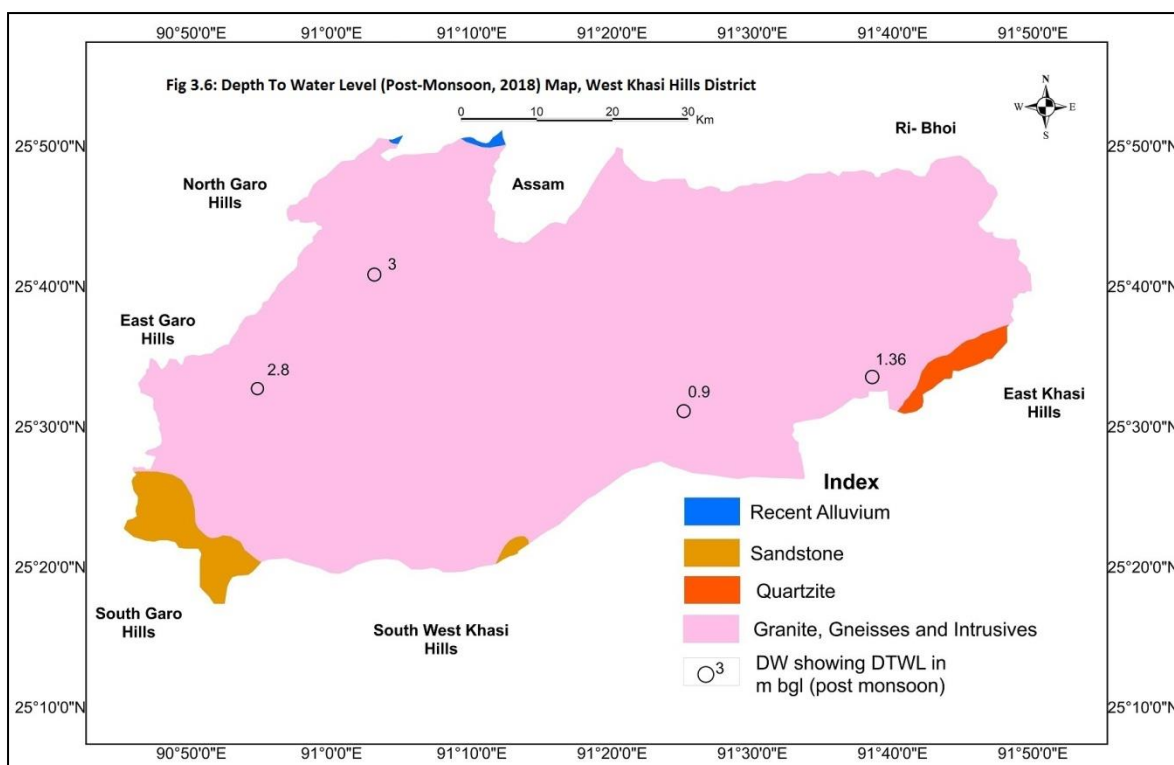 90°50'0"E 91°0'0"E 91°10'0"E 91°20'0"E 91°30'0"E 91°40'0"E 91°50'0"E
Fig 3.6: Depth To Water Level (Post-Monsoon, 2018) Map, West Khasi Hills District
0 10 20 30
Km
N
W E
S
Ri- Bhoi
25°50'0"N 25°50'0"N
North Garo
Hills
Assam
3
25°40'0"N 25°40'0"N
East Garo
Hills
2.8
1.36
0.9
East Khasi
Hills
25°30'0"N 25°30'0"N
Index
Recent Alluvium
Sandstone
25°20'0"N 25°20'0"N
Quartzite
South Garo
Hills
South West Khasi
Hills
Granite, Gneisses and Intrusives
3 DW showing DTWL in
m bgl (post monsoon)
25°10'0"N 25°10'0"N
90°50'0"E 91°0'0"E 91°10'0"E 91°20'0"E 91°30'0"E 91°40'0"E 91°50'0"E